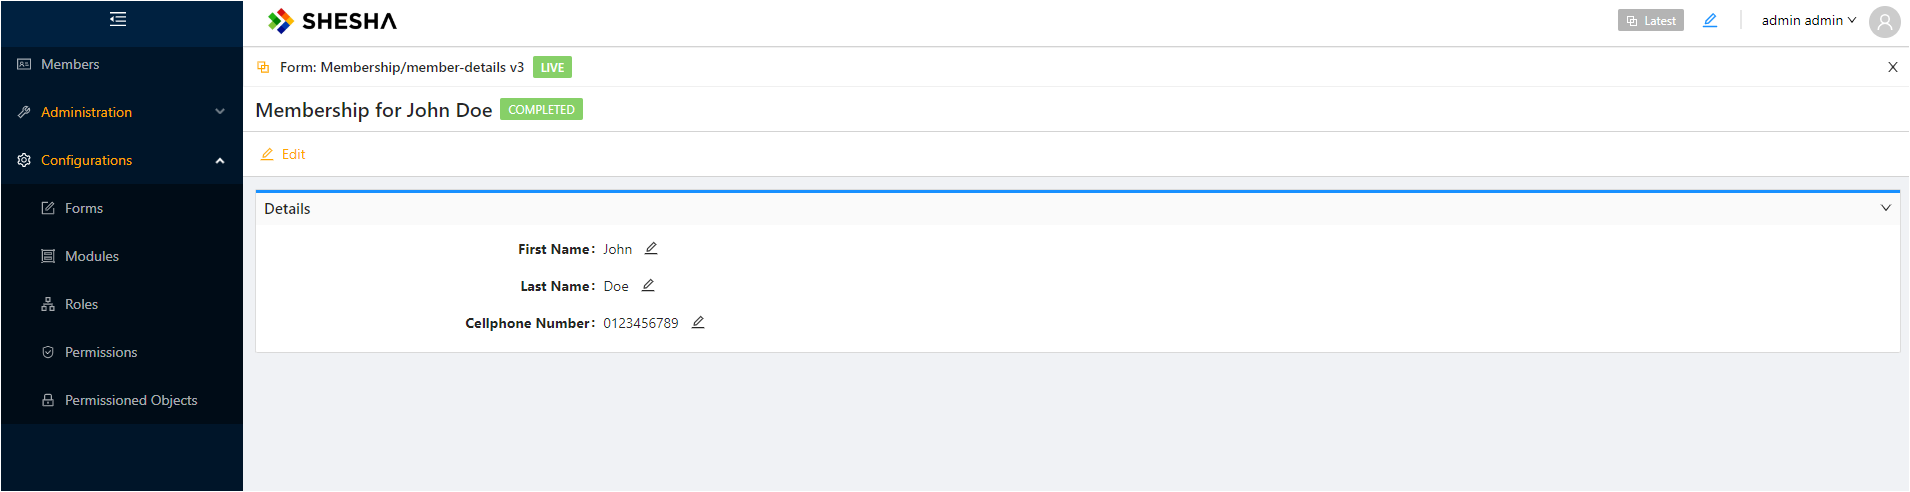 SHESHA
Latest
admin admin
Members
Administration
Configurations
Forms
Modules
Roles
Permissions
Permissioned Objects
Form: Membership/member-details v3 LIVE
X
Membership for John Doe COMPLETED
Edit
Details
First Name: John
Last Name: Doe
Cellphone Number: 0123456789